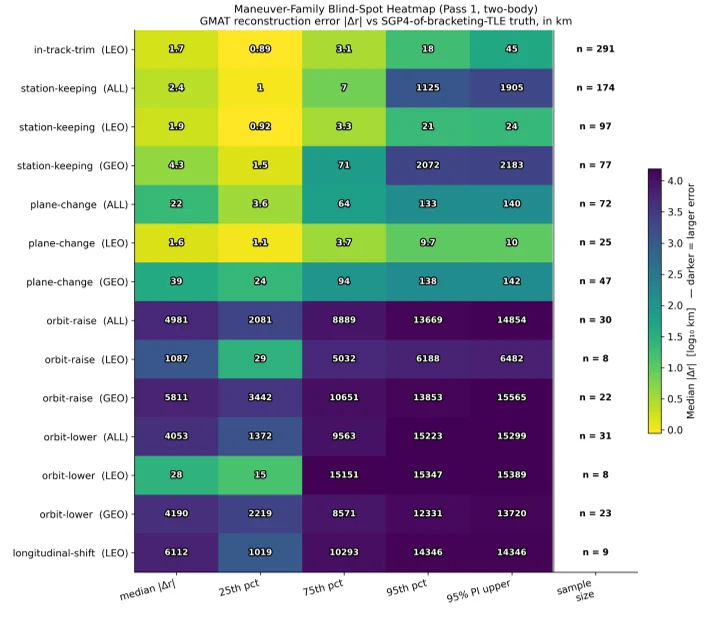 Maneuver-Family Blind-Spot Heatmap (Pass 1, two-body)
GMAT reconstruction error |Δr| vs SGP4-of-bracketing-TLE truth, in km
in-track-trim (LEO) 1.7 0.89 3.1 18 45 n = 291
station-keeping (ALL) 2.4 1 7 1125 1905 n = 174
station-keeping (LEO) 1.9 0.92 3.3 21 24 n = 97
station-keeping (GEO) 4.3 1.5 71 2072 2183 n = 77
plane-change (ALL) 22 3.6 64 133 140 n = 72
plane-change (LEO) 1.6 1.1 3.7 9.7 10 n = 25
plane-change (GEO) 39 24 94 138 142 n = 47
orbit-raise (ALL) 4981 2081 8889 13669 14854 n = 30
orbit-raise (LEO) 1087 29 5032 6188 6482 n = 8
orbit-raise (GEO) 5811 3442 10651 13853 15565 n = 22
orbit-lower (ALL) 4053 1372 9563 15223 15299 n = 31
orbit-lower (LEO) 28 15 15151 15347 15389 n = 8
orbit-lower (GEO) 4190 2219 8571 12331 13720 n = 23
longitudinal-shift (LEO) 6112 1019 10293 14346 14346 n = 9
median |Δr| 25th pct 75th pct 95th pct 95% PI upper sample
size
4.0
3.5
3.0
2.5
2.0
1.5
1.0
0.5
0.0
Median |Δr| [log₁₀ km] — darker = larger error